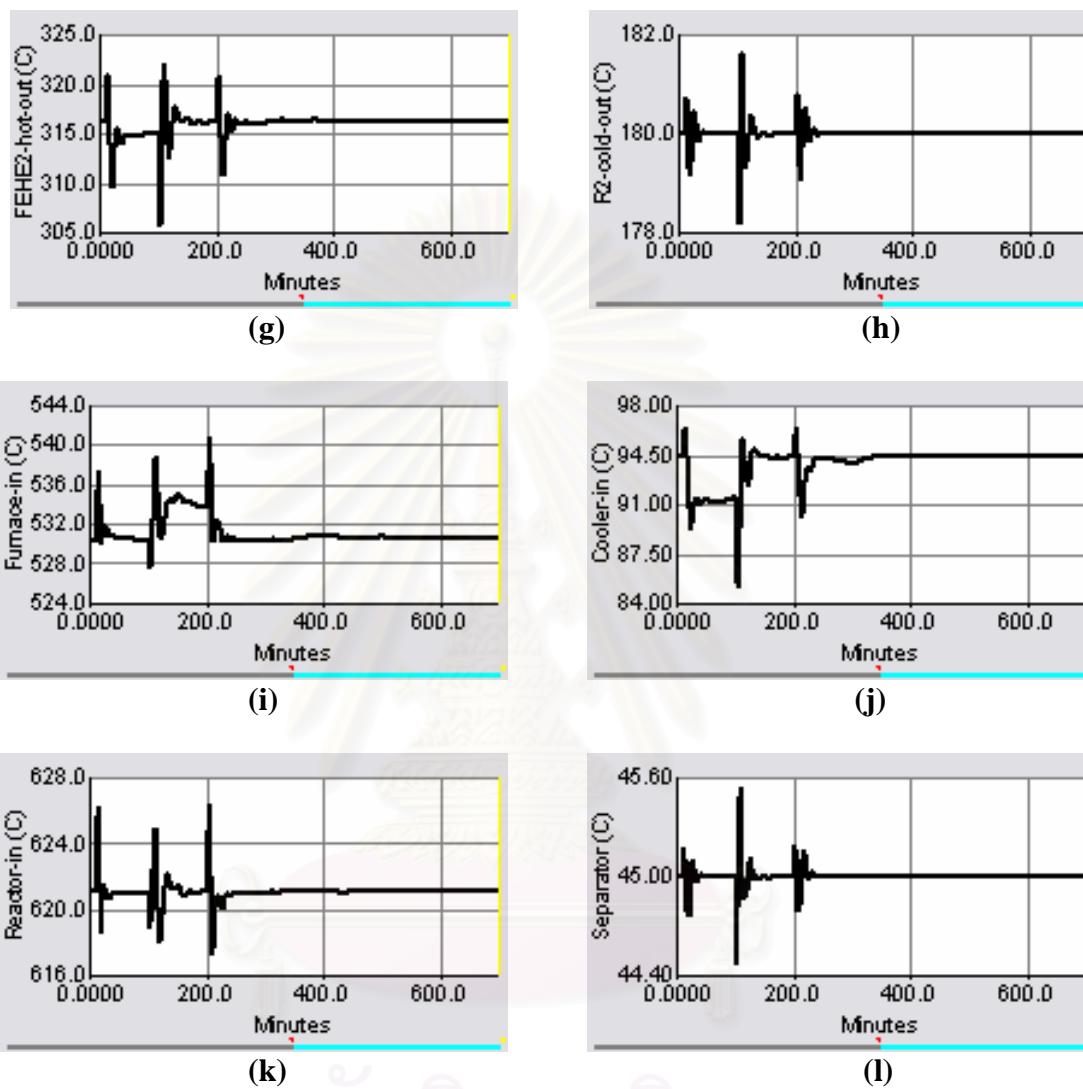 325.0
320.0
315.0
310.0
305.0
FEHE2-hot-out (C)
0.0000 200.0 400.0 600.0
Minutes
(g)
182.0
180.0
178.0
R2-cold-out (C)
0.0000 200.0 400.0 600.0
Minutes
(h)
544.0
540.0
536.0
532.0
528.0
524.0
Furnace-in (C)
0.0000 200.0 400.0 600.0
Minutes
(i)
98.00
94.50
91.00
87.50
84.00
Cooler-in (C)
0.0000 200.0 400.0 600.0
Minutes
(j)
628.0
624.0
620.0
616.0
Reactor-in (C)
0.0000 200.0 400.0 600.0
Minutes
(k)
45.60
45.00
44.40
Separator (C)
0.0000 200.0 400.0 600.0
Minutes
(l)